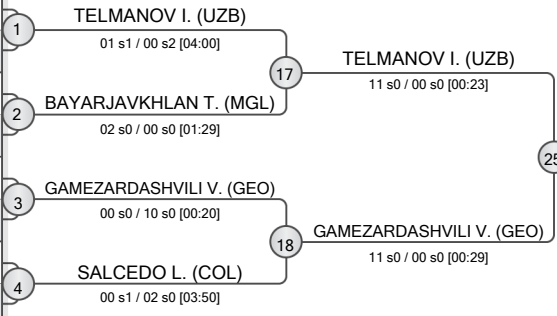 1
TELMANOV I. (UZB)
01 s1 / 00 s2 [04:00]
17
TELMANOV I. (UZB)
11 s0 / 00 s0 [00:23]
2
BAYARJAVKHLAN T. (MGL)
02 s0 / 00 s0 [01:29]
25
3
GAMEZARDASHVILI V. (GEO)
00 s0 / 10 s0 [00:20]
18
GAMEZARDASHVILI V. (GEO)
11 s0 / 00 s0 [00:29]
4
SALCEDO L. (COL)
00 s1 / 02 s0 [03:50]